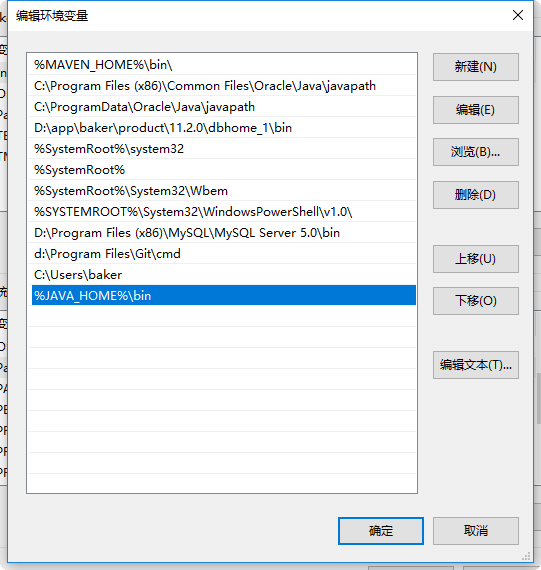 编辑环境变量
%MAVEN_HOME%\bin\
C:\Program Files (x86)\Common Files\Oracle\Java\javapath
C:\ProgramData\Oracle\Java\javapath
D:\app\baker\product\11.2.0\dbhome_1\bin
%SystemRoot%\system32
%SystemRoot%
%SystemRoot%\System32\Wbem
%SYSTEMROOT%\System32\WindowsPowerShell\v1.0\
D:\Program Files (x86)\MySQL\MySQL Server 5.0\bin
d:\Program Files\Git\cmd
C:\Users\baker
%JAVA_HOME%\bin
新建(N)
编辑(E)
浏览(B)...
删除(D)
上移(U)
下移(O)
编辑文本(T)...
确定
取消